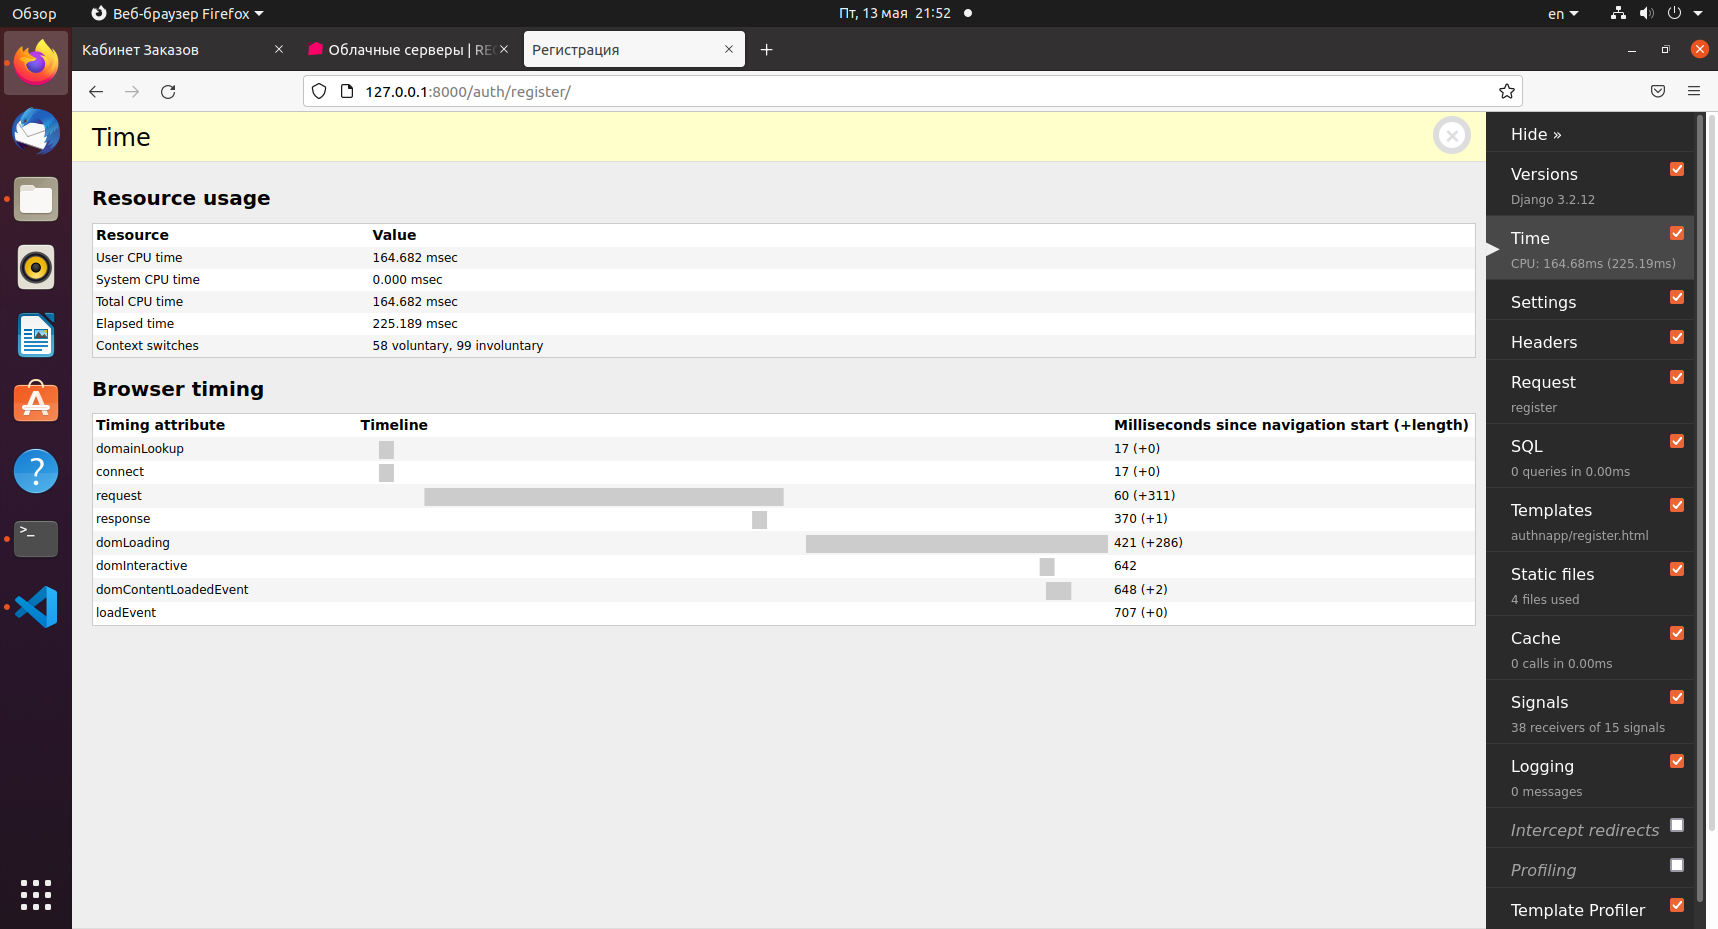 Обзор
Веб-браузер Firefox
Пт, 13 мая 21:52
en
Кабинет Заказов
Облачные серверы | REG
Регистрация
127.0.0.1:8000/auth/register/
Time
Resource usage
Resource Value
User CPU time 164.682 msec
System CPU time 0.000 msec
Total CPU time 164.682 msec
Elapsed time 225.189 msec
Context switches 58 voluntary, 99 involuntary
Browser timing
Timing attribute Timeline Milliseconds since navigation start (+length)
domainLookup 17 (+0)
connect 17 (+0)
request 60 (+311)
response 370 (+1)
domLoading 421 (+286)
domInteractive 642
domContentLoadedEvent 648 (+2)
loadEvent 707 (+0)
Hide »
Versions
Django 3.2.12
Time
CPU: 164.68ms (225.19ms)
Settings
Headers
Request
register
SQL
0 queries in 0.00ms
Templates
authnapp/register.html
Static files
4 files used
Cache
0 calls in 0.00ms
Signals
38 receivers of 15 signals
Logging
0 messages
Intercept redirects
Profiling
Template Profiler